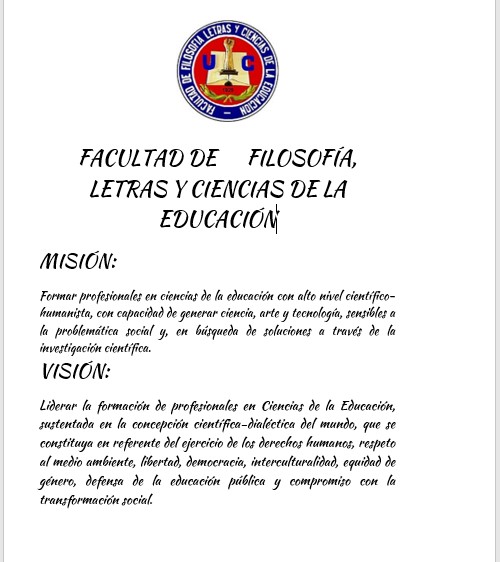 FACULTAD DE FILOSOFÍA LETRAS Y CIENCIAS DE LA EDUCACION
U C
FACULTAD DE FILOSOFÍA,
LETRAS Y CIENCIAS DE LA
EDUCACIÓN
MISIÓN:
Formar profesionales en ciencias de la educación con alto nivel científico-
humanista, con capacidad de generar ciencia, arte y tecnología, sensibles a
la problemática social y, en búsqueda de soluciones a través de la
investigación científica.
VISIÓN:
Liderar la formación de profesionales en Ciencias de la Educación,
sustentada en la concepción científica-dialéctica del mundo, que se
constituya en referente del ejercicio de los derechos humanos, respeto
al medio ambiente, libertad, democracia, interculturalidad, equidad de
género, defensa de la educación pública y compromiso con la
transformación social.